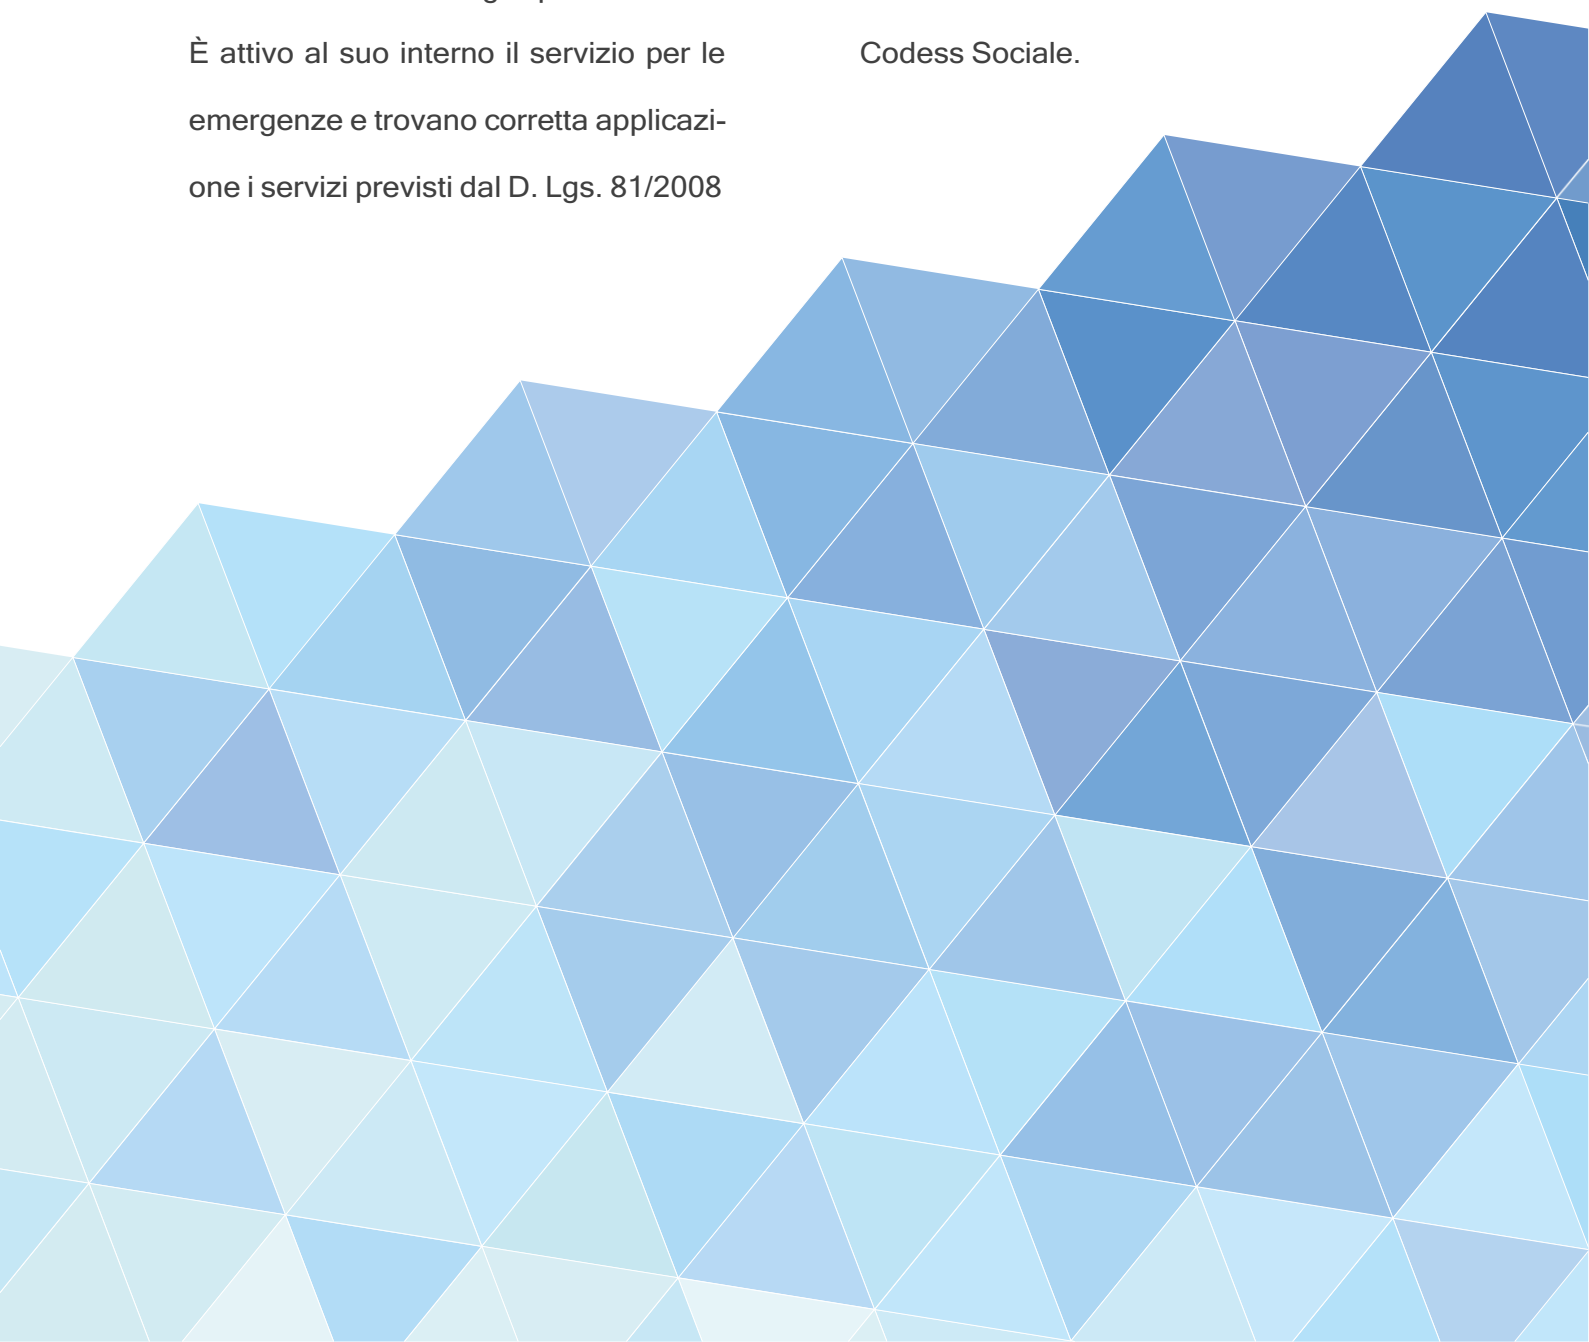 È attivo al suo interno il servizio per le
emergenze e trovano corretta applicazi-
one i servizi previsti dal D. Lgs. 81/2008
Codess Sociale.